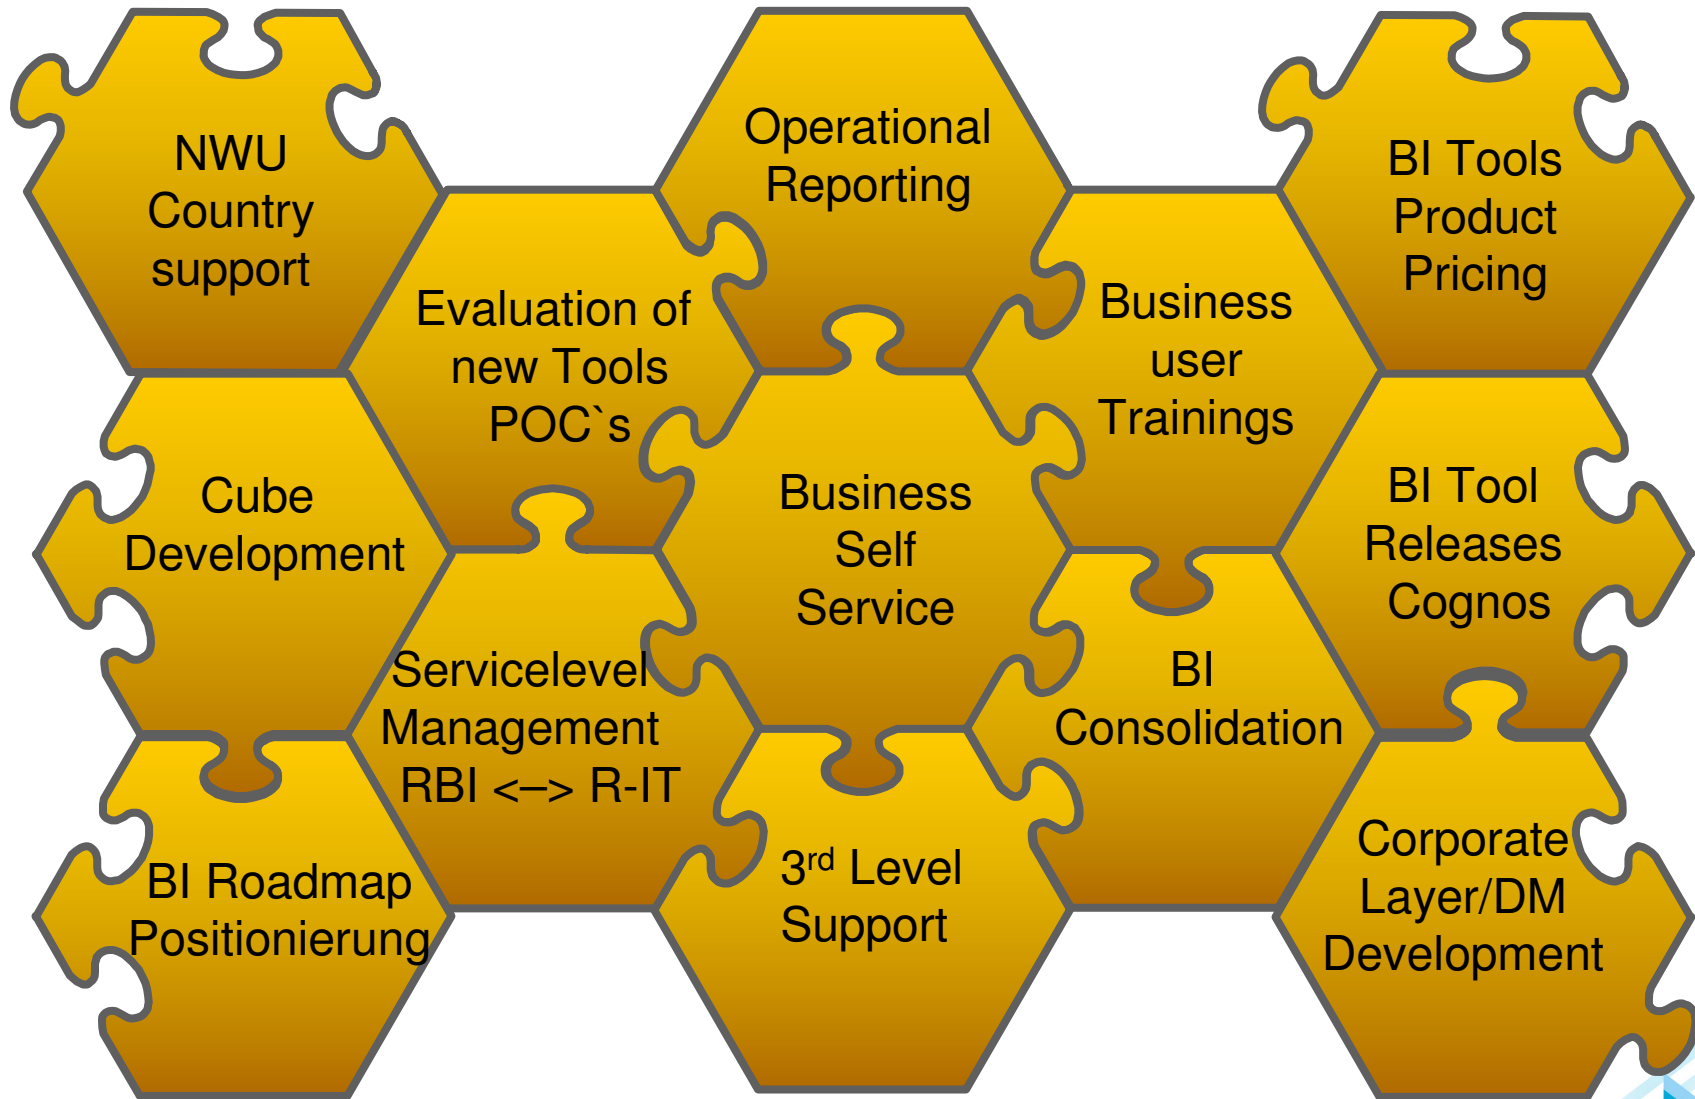 NWU
Country
support
Operational
Reporting
BI Tools
Product
Pricing
Evaluation of
new Tools
POC`s
Business
user
Trainings
Cube
Development
Business
Self
Service
BI Tool
Releases
Cognos
Servicelevel
Management
RBI <–> R-IT
BI
Consolidation
BI Roadmap
Positionierung
3rd Level
Support
Corporate
Layer/DM
Development